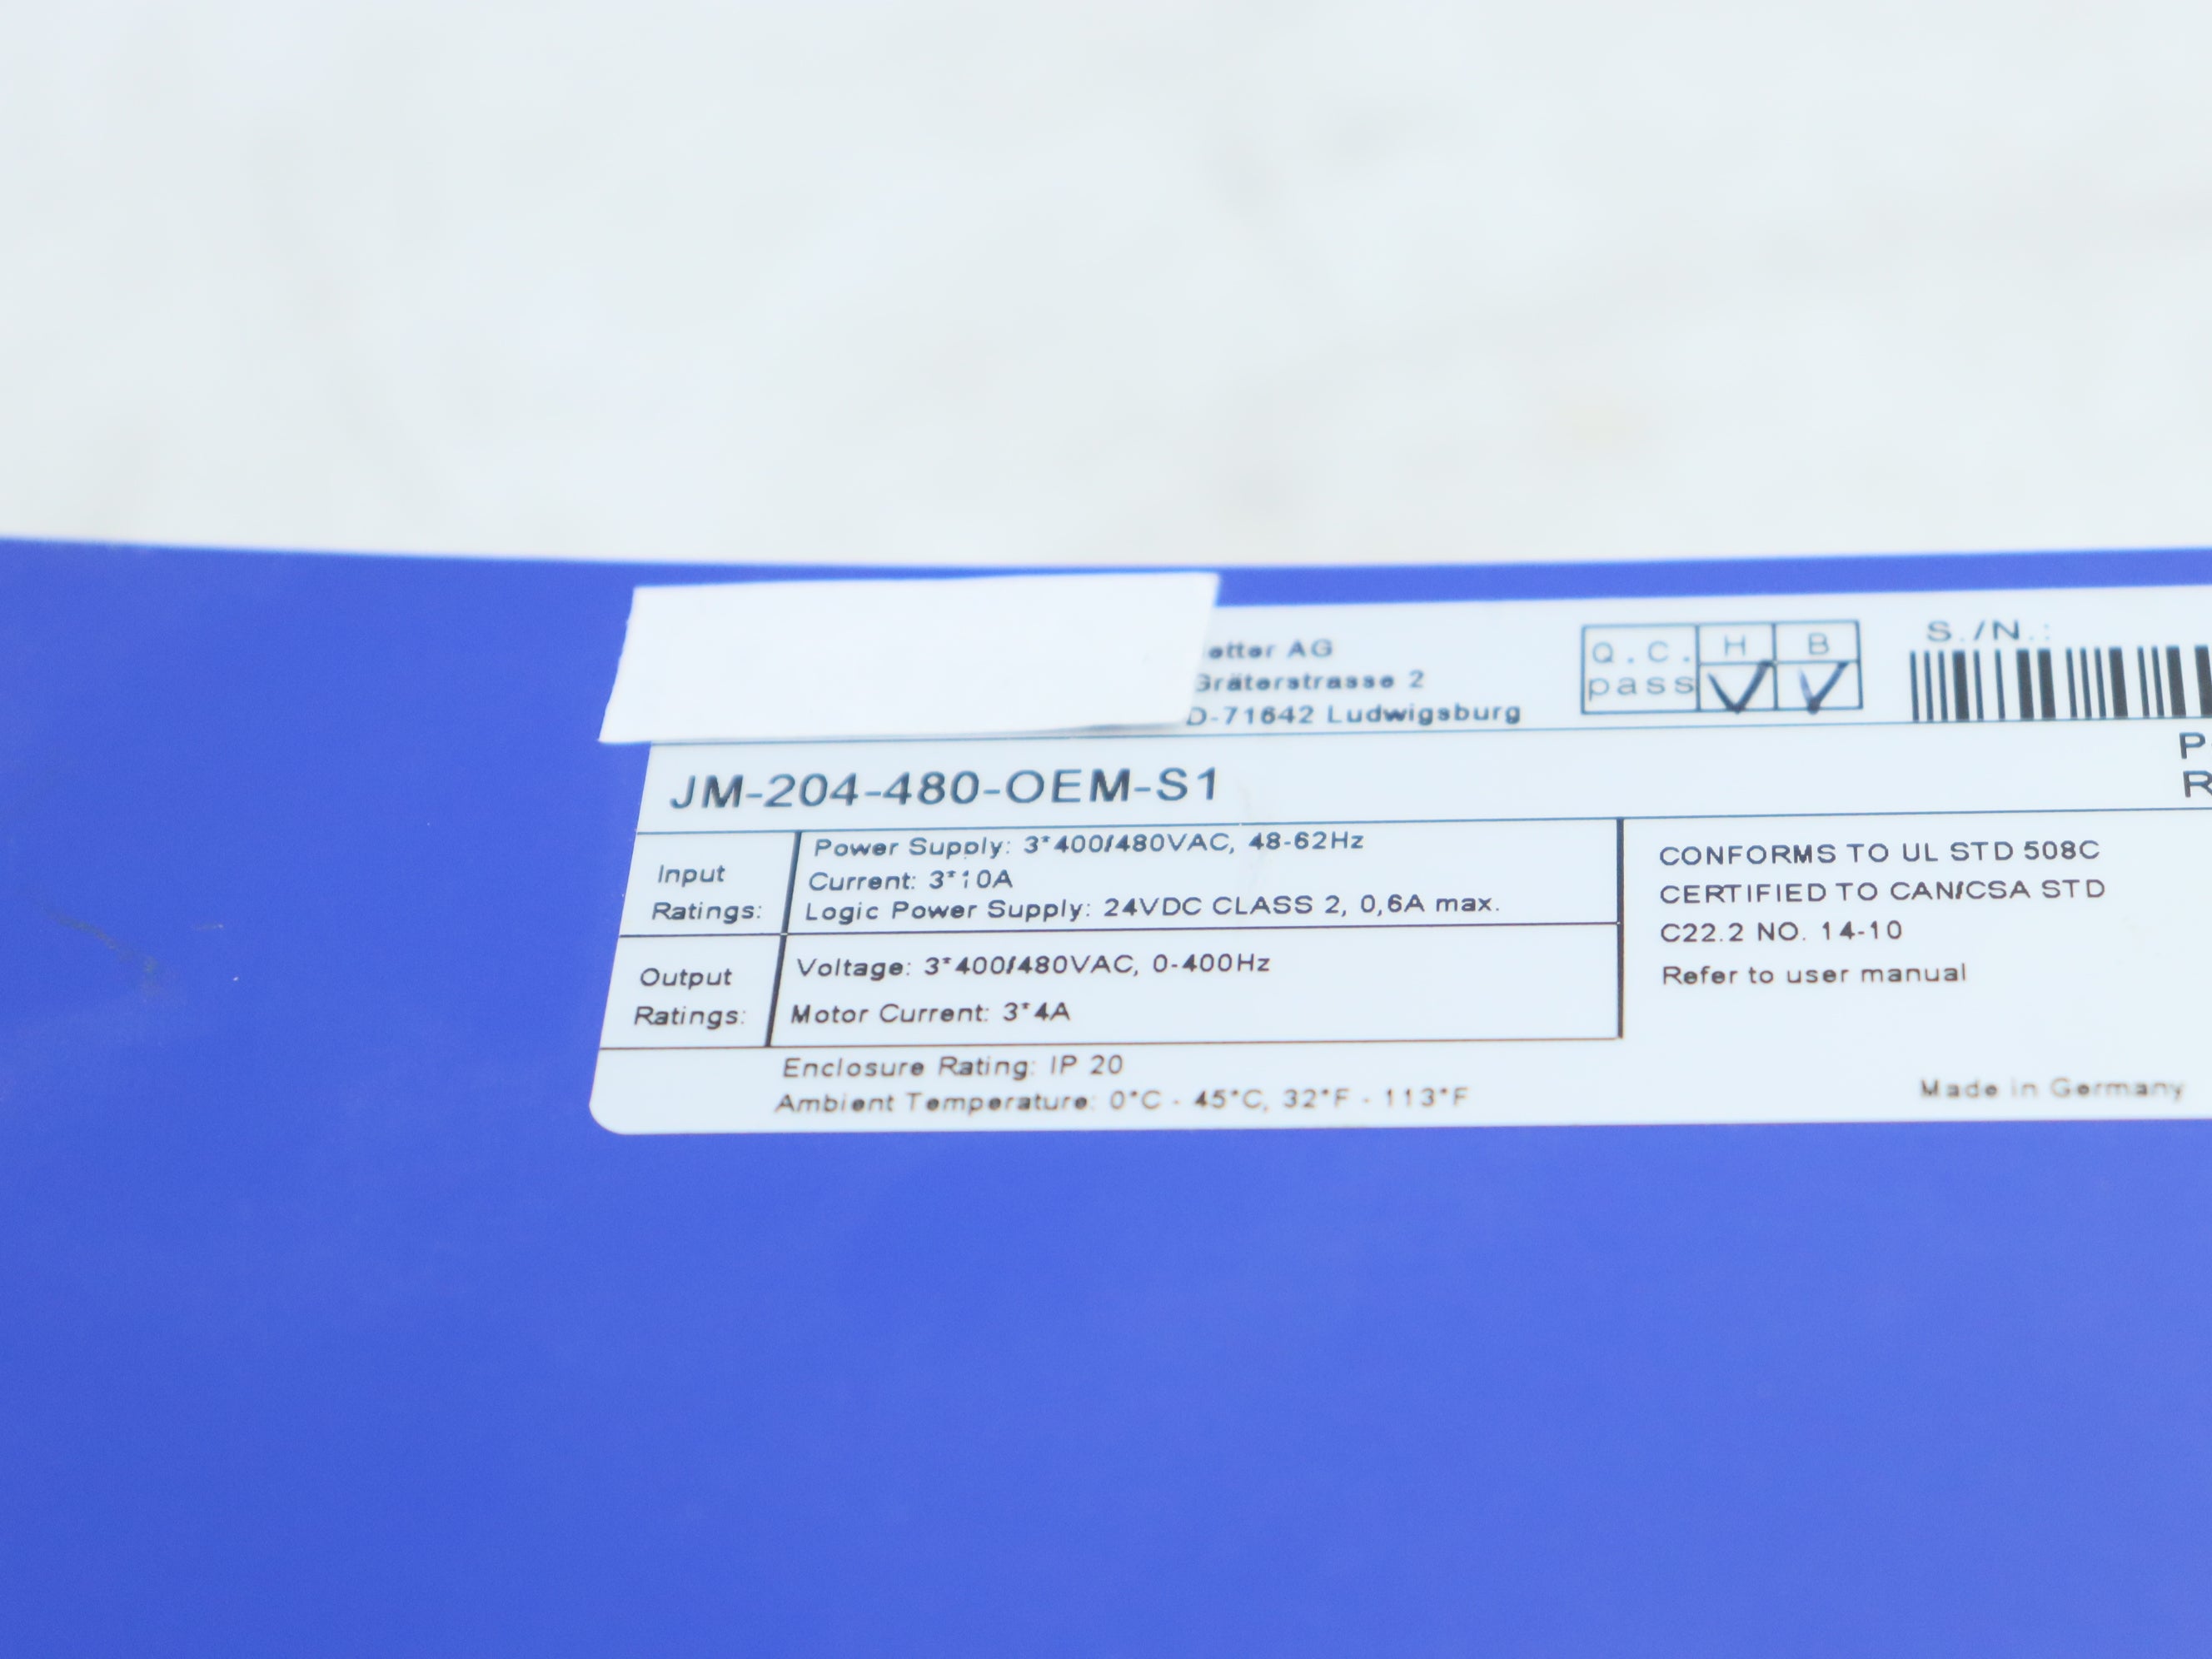 etter AG
Gräterstrasse 2
D-71642 Ludwigsburg
Q.C. H B
pass
S./N.:
P
R
JM-204-480-OEM-S1
Input
Ratings:
Power Supply: 3*400/480VAC, 48-62Hz
Current: 3*10A
Logic Power Supply: 24VDC CLASS 2, 0,6A max.
Output
Ratings:
Voltage: 3*400/480VAC, 0-400Hz
Motor Current: 3*4A
Enclosure Rating: IP 20
Ambient Temperature: 0°C - 45°C, 32°F - 113°F
CONFORMS TO UL STD 508C
CERTIFIED TO CAN/CSA STD
C22.2 NO. 14-10
Refer to user manual
Made in Germany